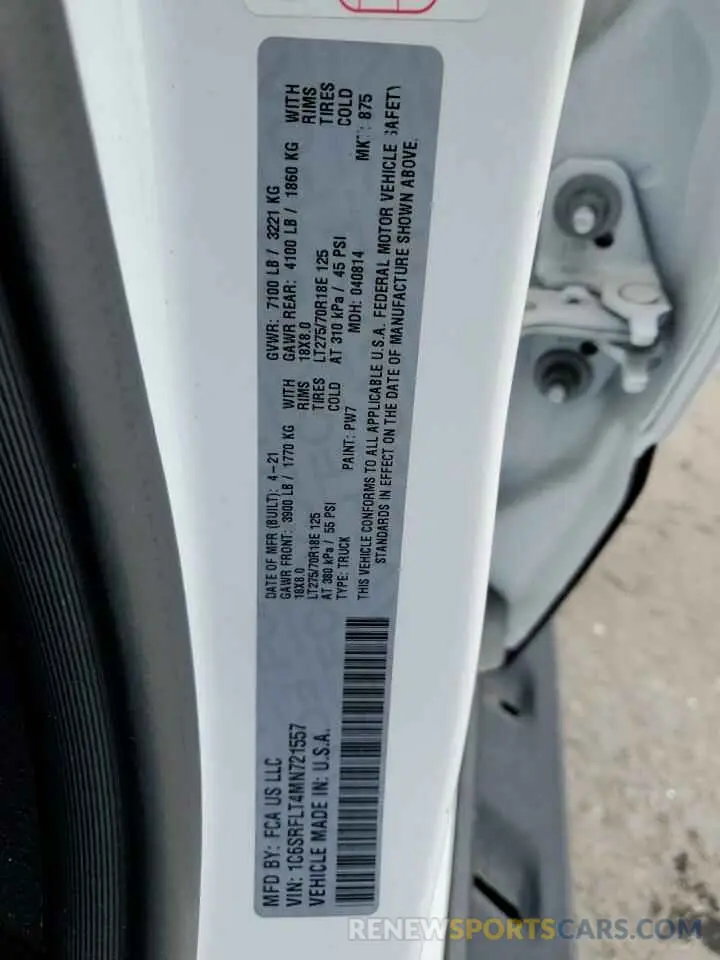 MFD BY: FCA US LLC
VIN: 1C6SRFLT4MN721557
VEHICLE MADE IN: U.S.A.
DATE OF MFR (BUILT): 4-21
GVWR: 7100 LB / 3221 KG
GAWR FRONT: 3900 LB / 1770 KG WITH
GAWR REAR: 4100 LB / 1860 KG WITH
18X8.0 RIMS
18X8.0 RIMS
LT275/70R18E 125 TIRES
LT275/70R18E 125 TIRES
AT 380 kPa / 55 PSI COLD
AT 310 kPa / 45 PSI COLD
TYPE: TRUCK
PAINT: PW7
MDH: 040814
875
THIS VEHICLE CONFORMS TO ALL APPLICABLE U.S.A. FEDERAL MOTOR VEHICLE SAFETY
STANDARDS IN EFFECT ON THE DATE OF MANUFACTURE SHOWN ABOVE.
RENEWSPORTSCARS.COM